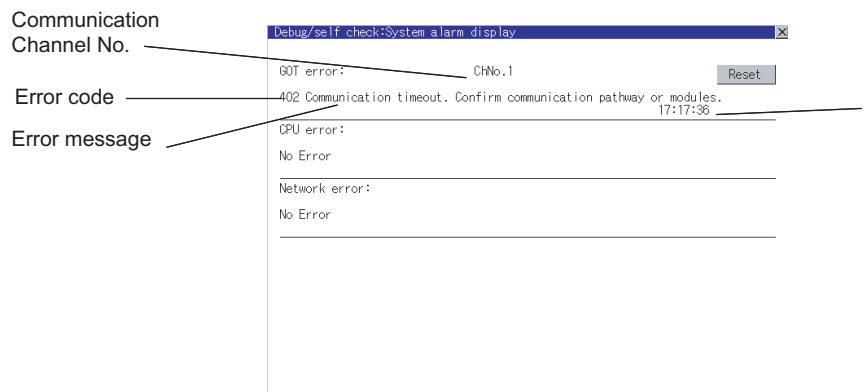 Communication
Channel No.
Error code
Error message
Debug/self check:System alarm display
GOT error: ChNo.1 Reset
402 Communication timeout. Confirm communication pathway or modules.
17:17:36
CPU error:
No Error
Network error:
No Error